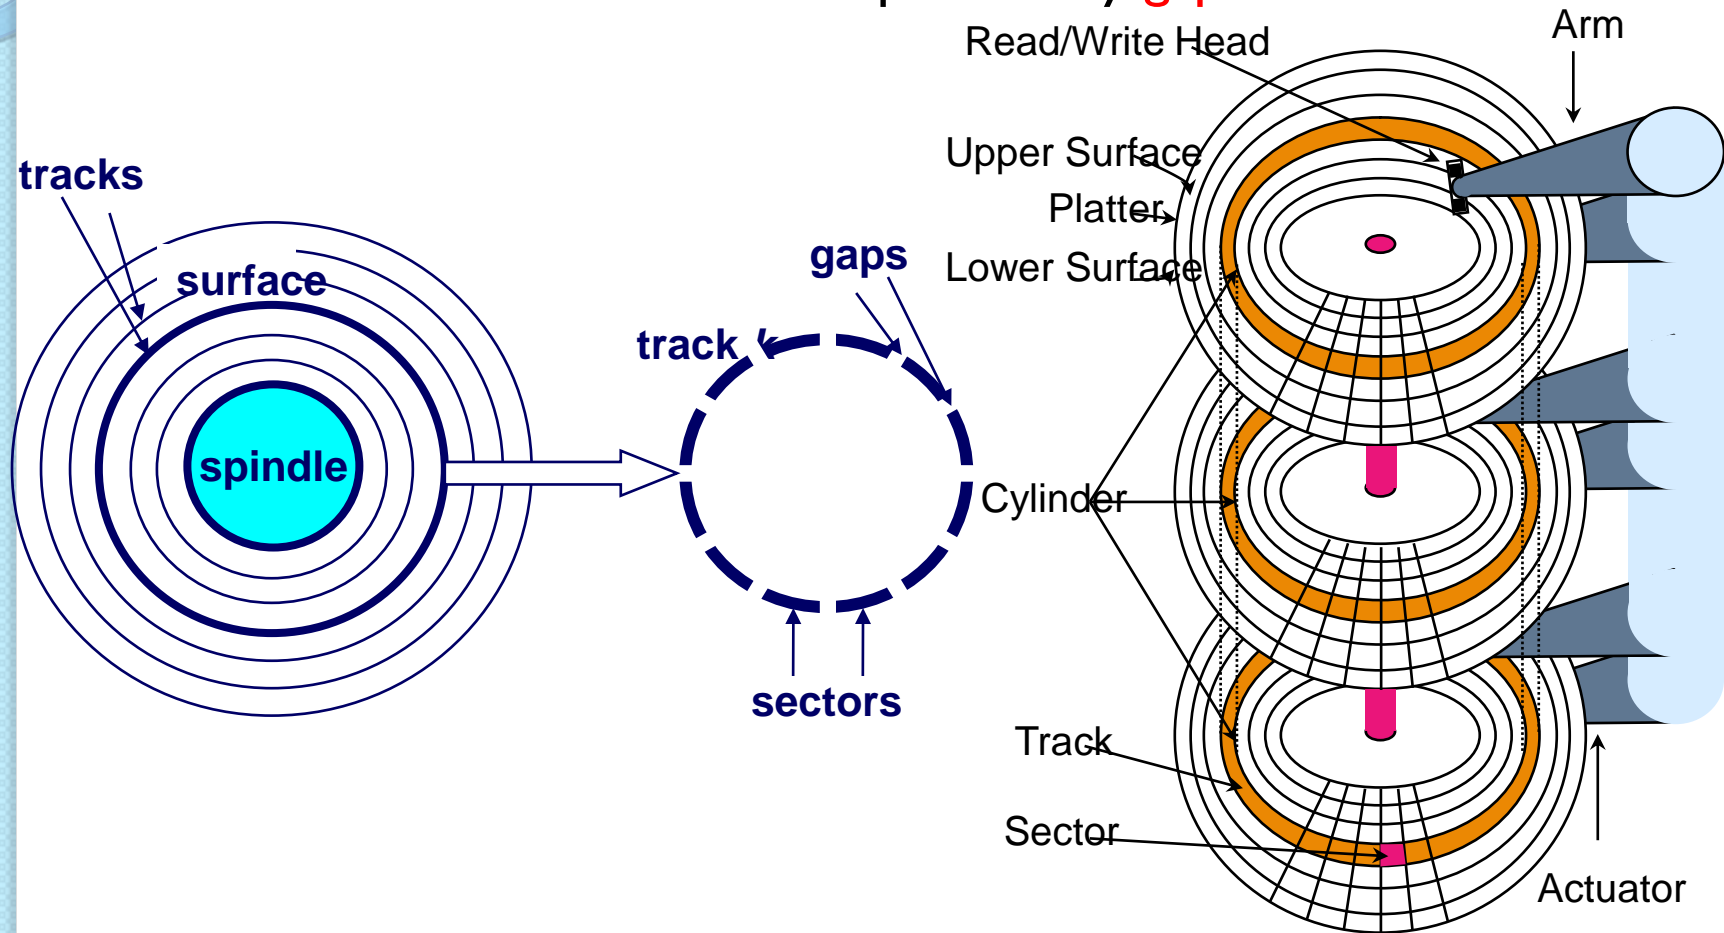 Read/Write Head
Arm
Upper Surface
Platter
Lower Surface
tracks
surface
gaps
track k
spindle
Cylinder
sectors
Track
Sector
Actuator